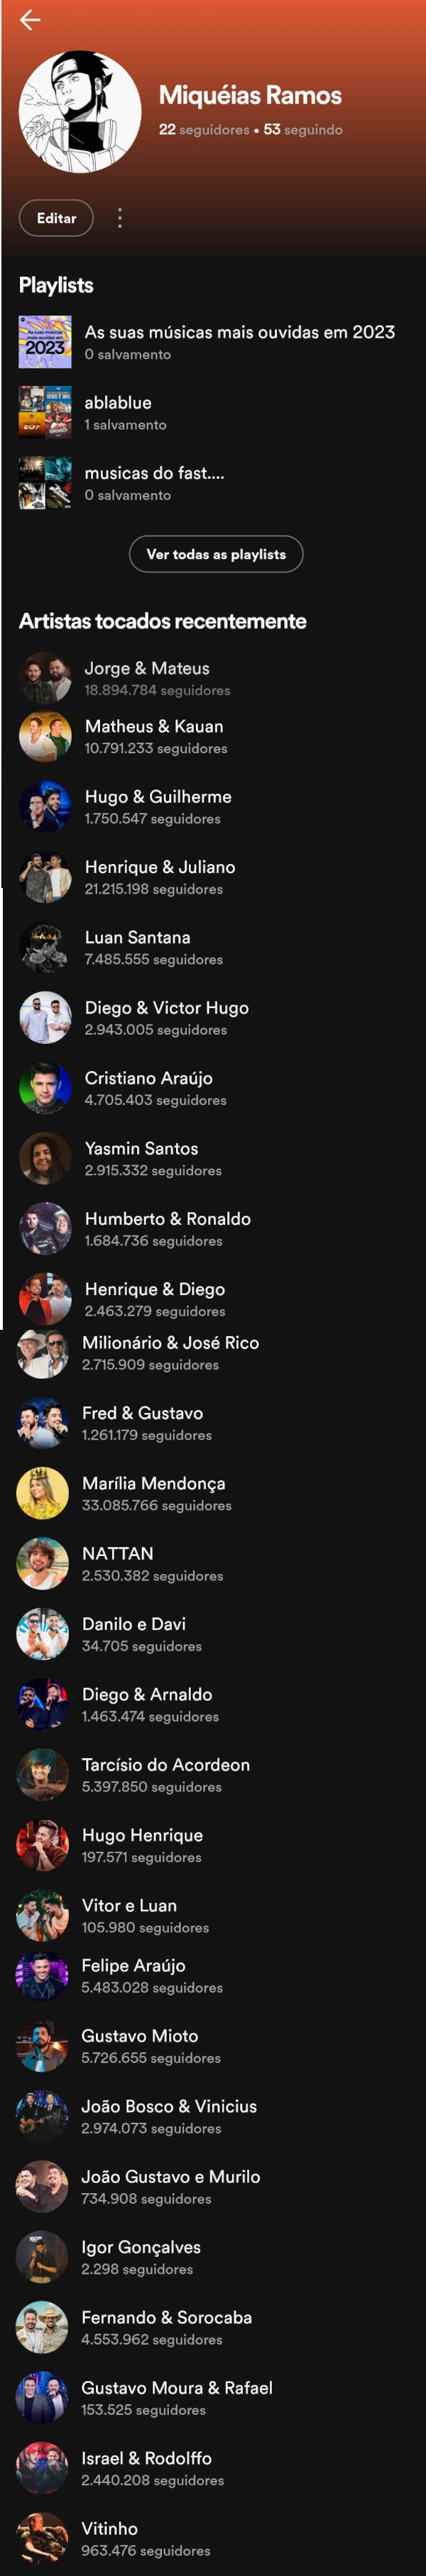 Miquéias Ramos
22 seguidores • 53 seguindo
Editar
Playlists
As suas músicas
mais ouvidas em
2023
As suas músicas mais ouvidas em 2023
0 salvamento
ablablue
1 salvamento
musicas do fast....
0 salvamento
Ver todas as playlists
Artistas tocados recentemente
Jorge & Mateus
18.894.784 seguidores
Matheus & Kauan
10.791.233 seguidores
Hugo & Guilherme
1.750.547 seguidores
Henrique & Juliano
21.215.198 seguidores
Luan Santana
7.485.555 seguidores
Diego & Victor Hugo
2.943.005 seguidores
Cristiano Araújo
4.705.403 seguidores
Yasmin Santos
2.915.332 seguidores
Humberto & Ronaldo
1.684.736 seguidores
Henrique & Diego
2.463.279 seguidores
Milionário & José Rico
2.715.909 seguidores
Fred & Gustavo
1.261.179 seguidores
Marília Mendonça
33.085.766 seguidores
NATTAN
2.530.382 seguidores
Danilo e Davi
34.705 seguidores
Diego & Arnaldo
1.463.474 seguidores
Tarcísio do Acordeon
5.397.850 seguidores
Hugo Henrique
197.571 seguidores
Vitor e Luan
105.980 seguidores
Felipe Araújo
5.483.028 seguidores
Gustavo Mioto
5.726.655 seguidores
João Bosco & Vinicius
2.974.073 seguidores
João Gustavo e Murilo
734.908 seguidores
Igor Gonçalves
2.298 seguidores
Fernando & Sorocaba
4.553.962 seguidores
Gustavo Moura & Rafael
153.525 seguidores
Israel & Rodolffo
2.440.208 seguidores
Vitinho
963.476 seguidores